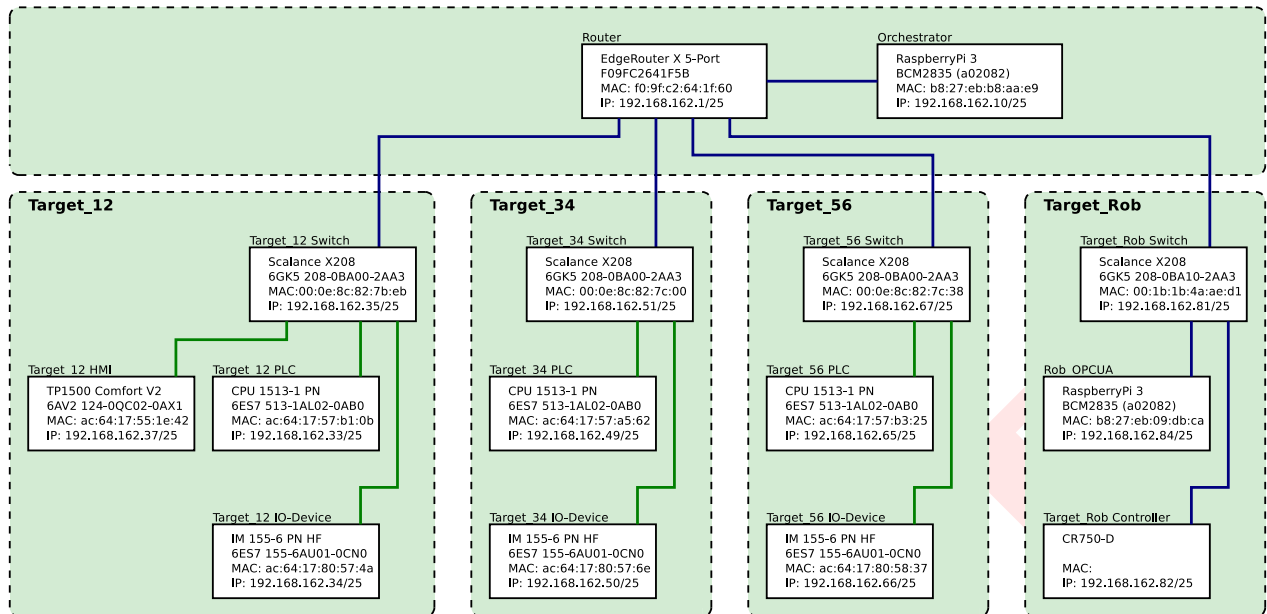 Router
EdgeRouter X 5-Port
F09FC2641F5B
MAC: f0:9f:c2:64:1f:60
IP: 192.168.162.1/25
Orchestrator
RaspberryPi 3
BCM2835 (a02082)
MAC: b8:27:eb:b8:aa:e9
IP: 192.168.162.10/25
Target_12
Target_12 Switch
Scalance X208
6GK5 208-0BA00-2AA3
MAC:00:0e:8c:82:7b:eb
IP: 192.168.162.35/25
Target_12 HMI
TP1500 Comfort V2
6AV2 124-0QC02-0AX1
MAC: ac:64:17:55:1e:42
IP: 192.168.162.37/25
Target_12 PLC
CPU 1513-1 PN
6ES7 513-1AL02-0AB0
MAC: ac:64:17:57:b1:0b
IP: 192.168.162.33/25
Target_12 IO-Device
IM 155-6 PN HF
6ES7 155-6AU01-0CN0
MAC: ac:64:17:80:57:4a
IP: 192.168.162.34/25
Target_34
Target_34 Switch
Scalance X208
6GK5 208-0BA00-2AA3
MAC: 00:0e:8c:82:7c:00
IP: 192.168.162.51/25
Target_34 PLC
CPU 1513-1 PN
6ES7 513-1AL02-0AB0
MAC: ac:64:17:57:a5:62
IP: 192.168.162.49/25
Target_34 IO-Device
IM 155-6 PN HF
6ES7 155-6AU01-0CN0
MAC: ac:64:17:80:57:6e
IP: 192.168.162.50/25
Target_56
Target_56 Switch
Scalance X208
6GK5 208-0BA00-2AA3
MAC: 00:0e:8c:82:7c:38
IP: 192.168.162.67/25
Target_56 PLC
CPU 1513-1 PN
6ES7 513-1AL02-0AB0
MAC: ac:64:17:57:b3:25
IP: 192.168.162.65/25
Target_56 IO-Device
IM 155-6 PN HF
6ES7 155-6AU01-0CN0
MAC: ac:64:17:80:58:37
IP: 192.168.162.66/25
Target_Rob
Target_Rob Switch
Scalance X208
6GK5 208-0BA10-2AA3
MAC: 00:1b:1b:4a:ae:d1
IP: 192.168.162.81/25
Rob_OPCUA
RaspberryPi 3
BCM2835 (a02082)
MAC: b8:27:eb:09:db:ca
IP: 192.168.162.84/25
Target_Rob Controller
CR750-D
MAC:
IP: 192.168.162.82/25